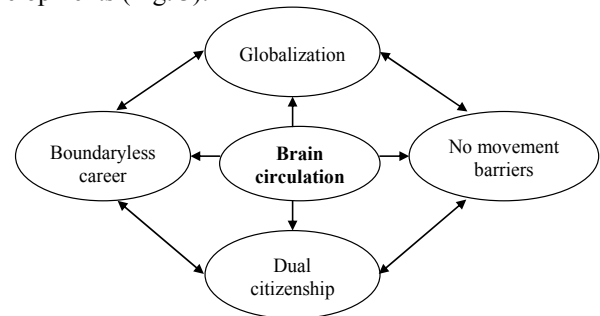 Globalization
Boundaryless
career
Brain
circulation
No movement
barriers
Dual
citizenship